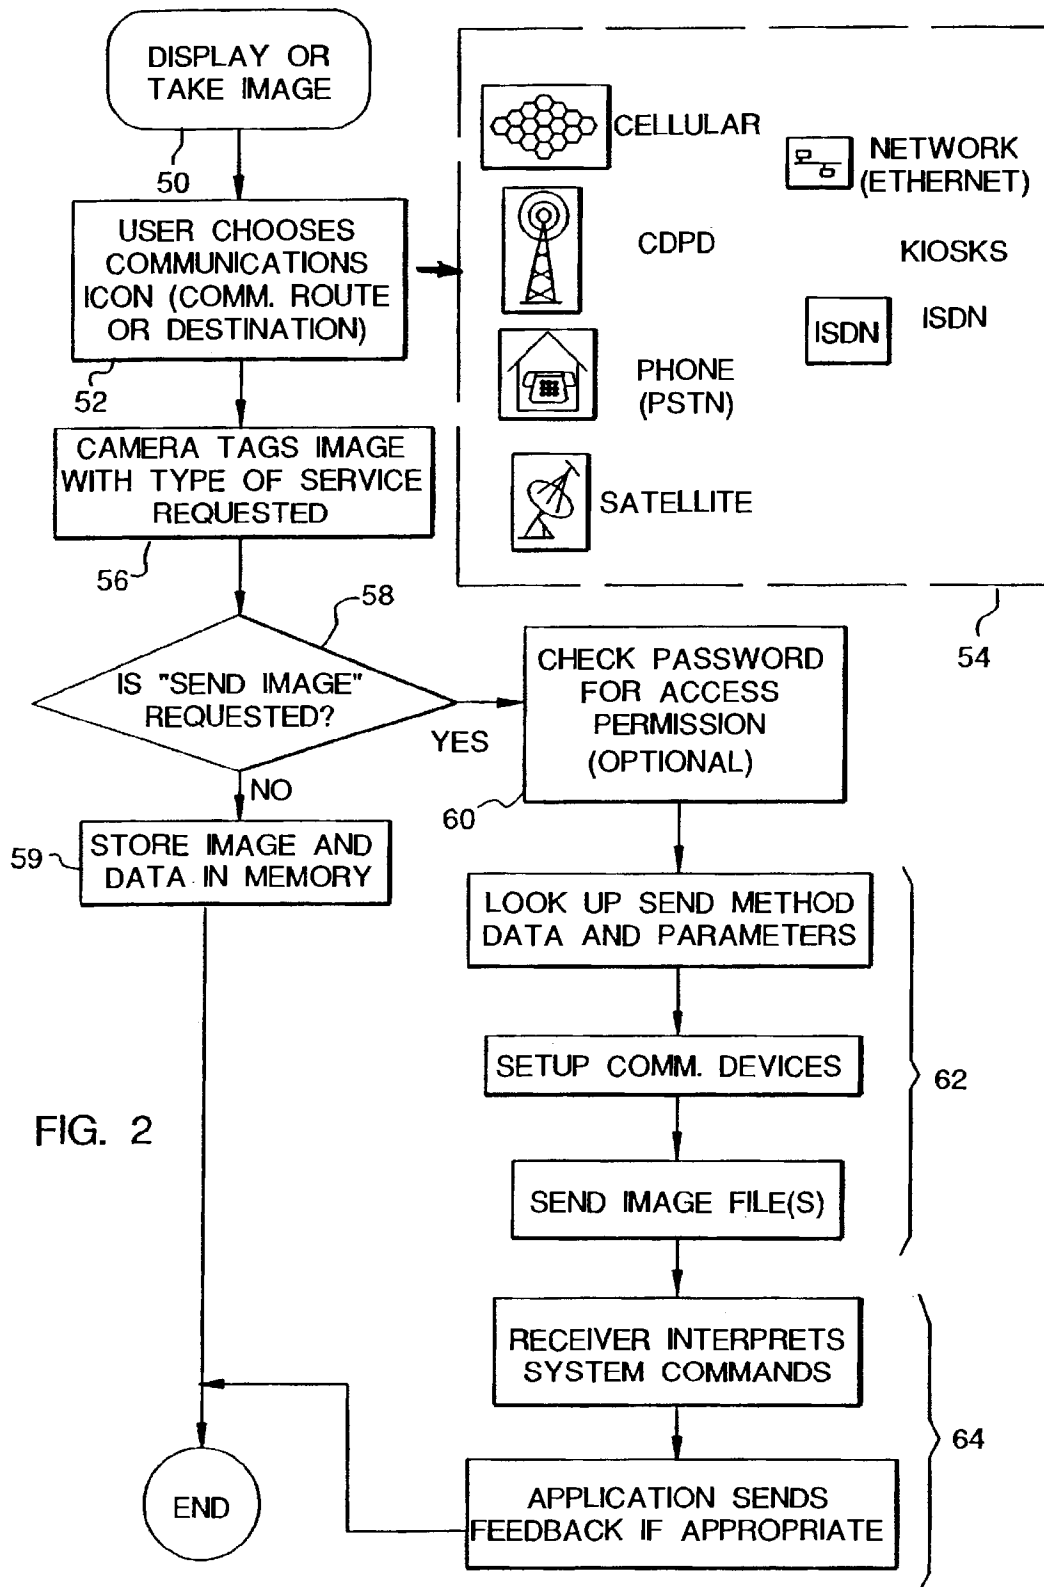 DISPLAY OR
TAKE IMAGE
50
USER CHOOSES
COMMUNICATIONS
ICON (COMM. ROUTE
OR DESTINATION)
52
CELLULAR
CDPD
PHONE
(PSTN)
SATELLITE
NETWORK
(ETHERNET)
KIOSKS
ISDN
ISDN
54
CAMERA TAGS IMAGE
WITH TYPE OF SERVICE
REQUESTED
56
58
IS "SEND IMAGE"
REQUESTED?
YES
NO
59
STORE IMAGE AND
DATA IN MEMORY
CHECK PASSWORD
FOR ACCESS
PERMISSION
(OPTIONAL)
60
LOOK UP SEND METHOD
DATA AND PARAMETERS
SETUP COMM. DEVICES
SEND IMAGE FILE(S)
62
FIG. 2
RECEIVER INTERPRETS
SYSTEM COMMANDS
APPLICATION SENDS
FEEDBACK IF APPROPRIATE
64
END